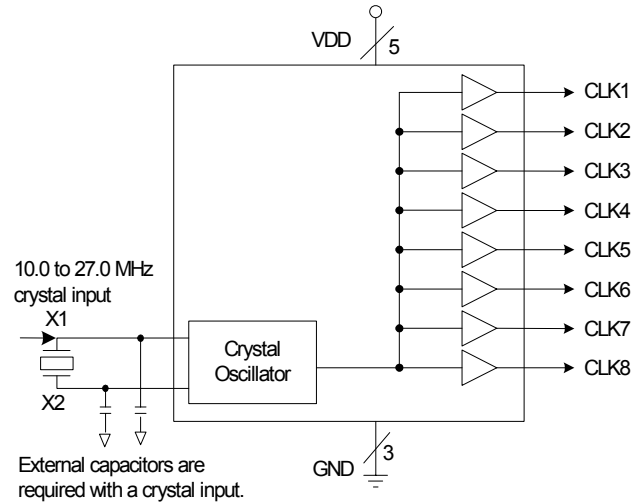 VDD
5
CLK1
CLK2
CLK3
CLK4
CLK5
CLK6
CLK7
CLK8
10.0 to 27.0 MHz
crystal input
X1
X2
Crystal
Oscillator
External capacitors are
required with a crystal input.
GND
3